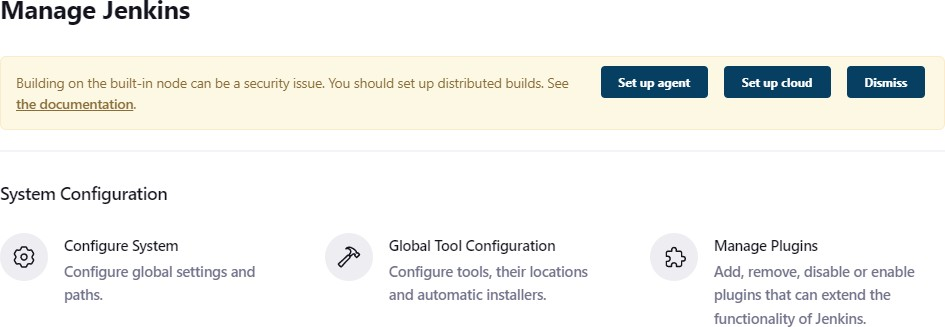 Manage Jenkins
Building on the built-in node can be a security issue. You should set up distributed builds. See
the documentation.
Set up agent
Set up cloud
Dismiss
System Configuration
Configure System
Configure global settings and
paths.
Global Tool Configuration
Configure tools, their locations
and automatic installers.
Manage Plugins
Add, remove, disable or enable
plugins that can extend the
functionality of Jenkins.